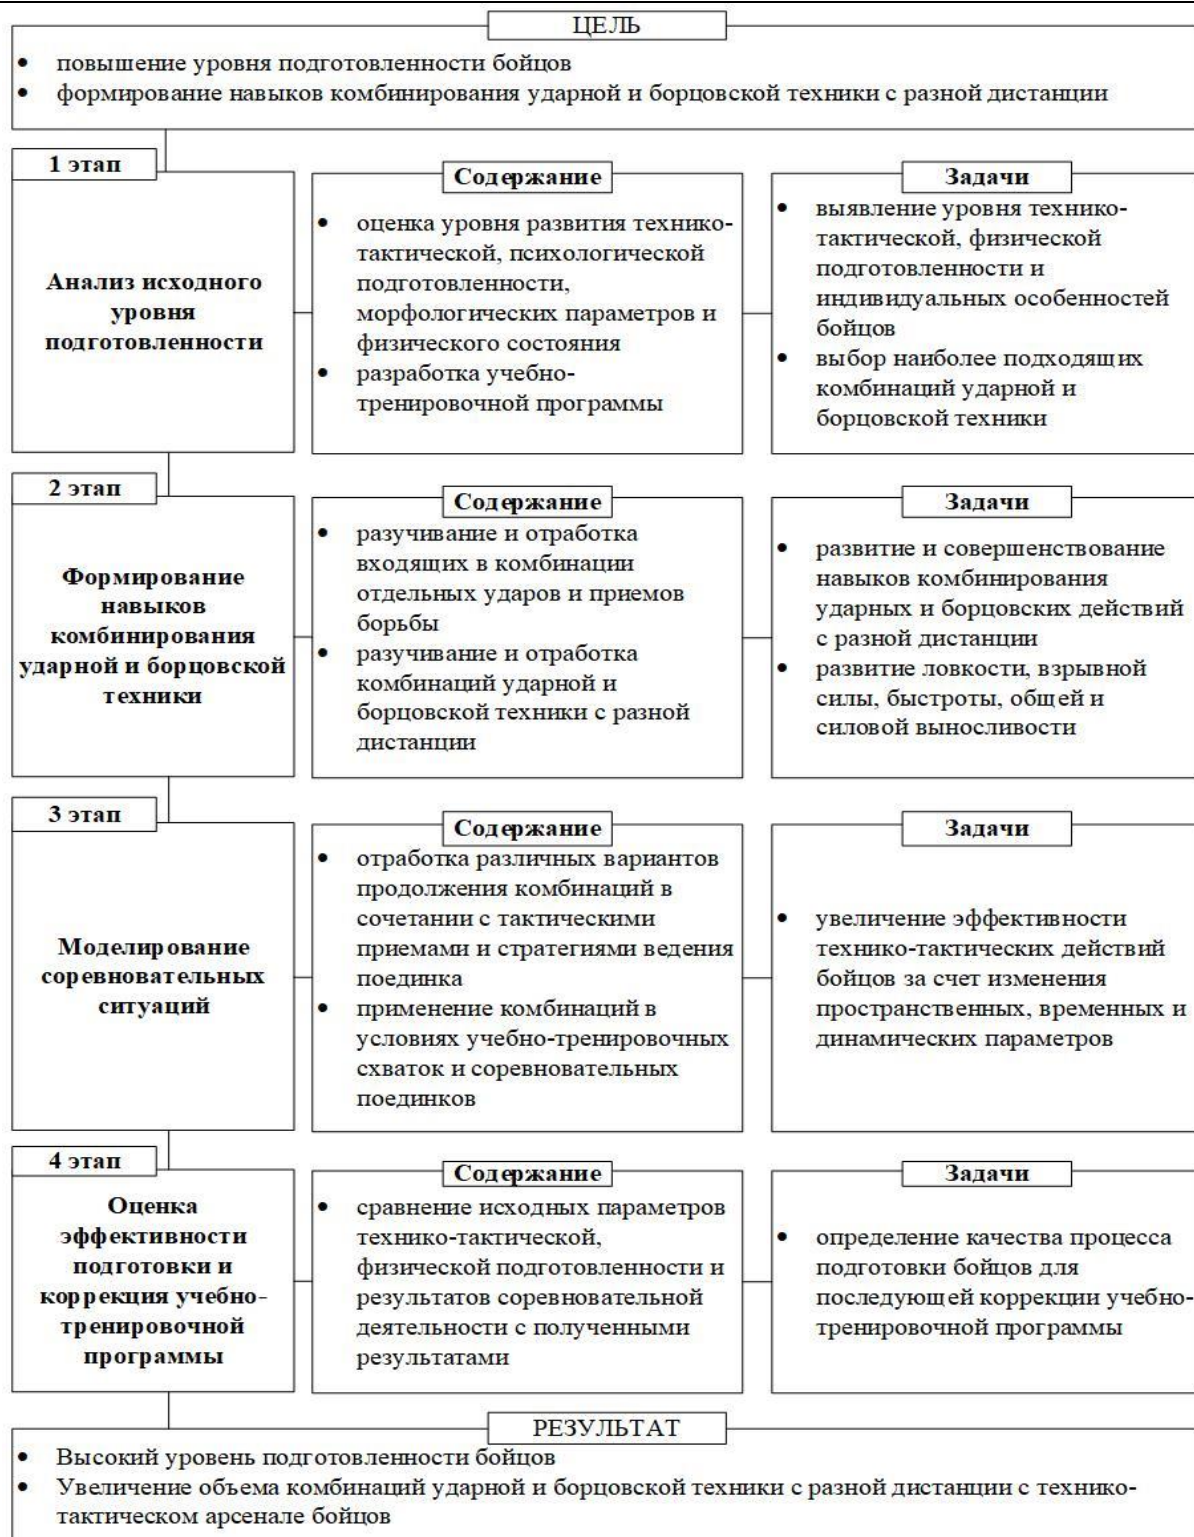 ЦЕЛЬ
• повышение уровня подготовленности бойцов
• формирование навыков комбинирования ударной и борцовской техники с разной дистанции
1 этап
Анализ исходного
уровня
подготовленности
Содержание
• оценка уровня развития технико-
тактической, психологической
подготовленности,
морфологических параметров и
физического состояния
• разработка учебно-
тренировочной программы
Задачи
• выявление уровня технико-
тактической, физической
подготовленности и
индивидуальных особенностей
бойцов
• выбор наиболее подходящих
комбинаций ударной и
борцовской техники
2 этап
Формирование
навыков
комбинирования
ударной и борцовской
техники
Содержание
• разучивание и отработка
входящих в комбинации
отдельных ударов и приемов
борьбы
• разучивание и отработка
комбинаций ударной и
борцовской техники с разной
дистанции
Задачи
• развитие и совершенствование
навыков комбинирования
ударных и борцовских действий
с разной дистанции
• развитие ловкости, взрывной
силы, быстроты, общей и
силовой выносливости
3 этап
Моделирование
соревновательных
ситуаций
Содержание
• отработка различных вариантов
продолжения комбинаций в
сочетании с тактическими
приемами и стратегиями ведения
поединка
• применение комбинаций в
условиях учебно-тренировочных
схваток и соревновательных
поединков
Задачи
• увеличение эффективности
технико-тактических действий
бойцов за счет изменения
пространственных, временных и
динамических параметров
4 этап
Оценка
эффективности
подготовки и
коррекция учебно-
тренировочной
программы
Содержание
• сравнение исходных параметров
технико-тактической,
физической подготовленности и
результатов соревновательной
деятельности с полученными
результатами
Задачи
• определение качества процесса
подготовки бойцов для
последующей коррекции учебно-
тренировочной программы
РЕЗУЛЬТАТ
• Высокий уровень подготовленности бойцов
• Увеличение объема комбинаций ударной и борцовской техники с разной дистанции с технико-
тактическом арсенале бойцов